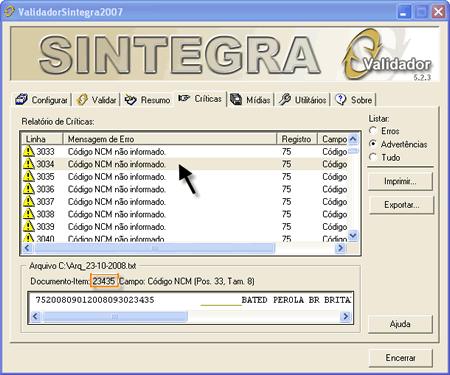 ValidadorSintegra2007
SINTEGRA
Validador
5.2.3
Configurar Validar Resumo Críticas Mídias Utilitários Sobre
Relatório de Críticas:
Listar:
Erros
Advertências
Tudo
Linha Mensagem de Erro Registro Campo
3033 Código NCM não informado. 75 Código
3034 Código NCM não informado. 75 Código
3035 Código NCM não informado. 75 Código
3036 Código NCM não informado. 75 Código
3037 Código NCM não informado. 75 Código
3038 Código NCM não informado. 75 Código
3039 Código NCM não informado. 75 Código
3040 Código NCM não informado. 75 Código
Imprimir...
Exportar...
Arquivo C:\Arq_23-10-2008.txt
Documento-Item: 23435 Campo: Código NCM (Pos. 33, Tam. 8)
75200809012008093023435 ________BATED PEROLA BR BRITA
Ajuda
Encerrar